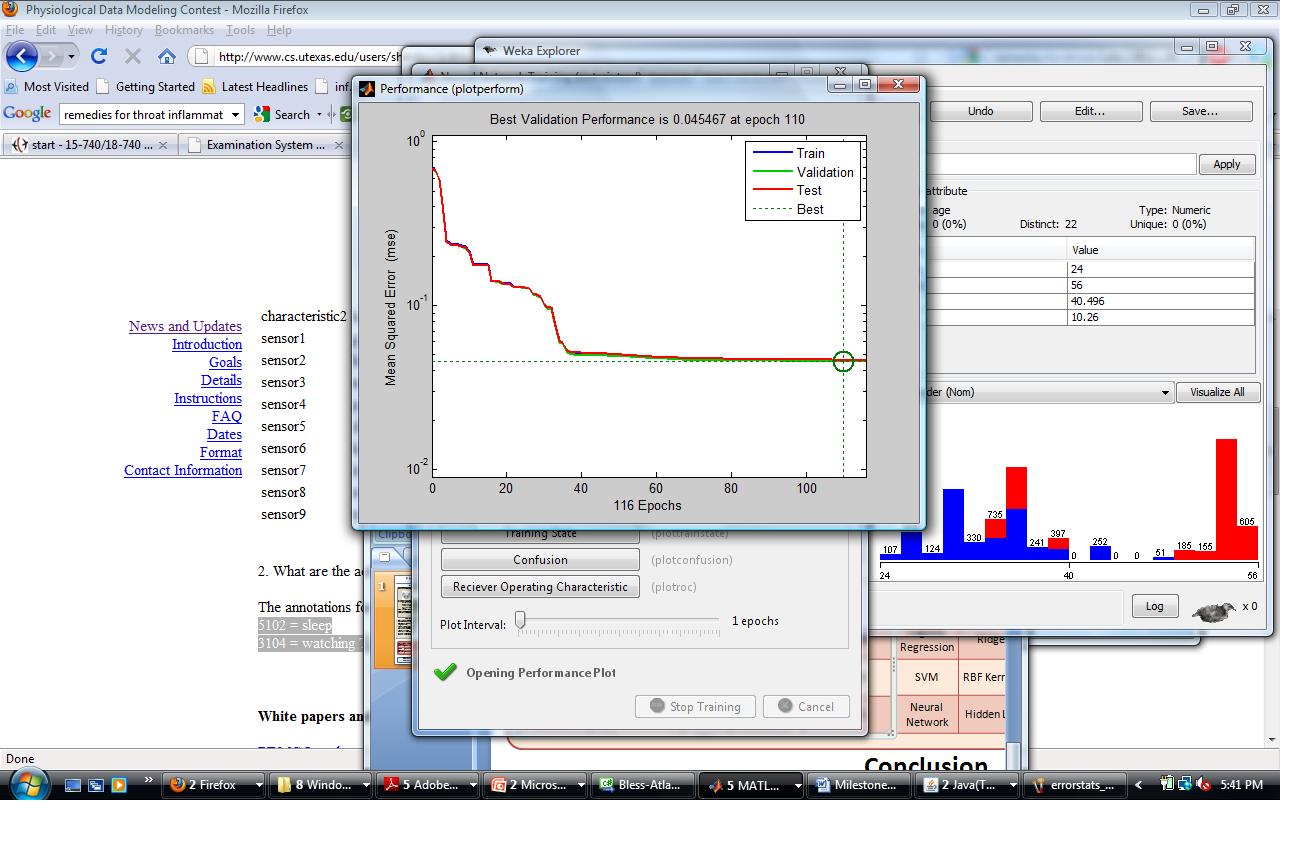 Physiological Data Modeling Contest - Mozilla Firefox
File Edit View History Bookmarks Tools Help
http://www.cs.utexas.edu/users/sh
Most Visited Getting Started Latest Headlines inf
Google remedies for throat inflammat Search
start - 15-740/18-740 ... Examination System ...
Weka Explorer
Undo Edit... Save...
Apply
attribute
age Type: Numeric
0 (0%) Distinct: 22 Unique: 0 (0%)
Value
24
56
40.496
10.26
der (Nom) Visualize All
107
124
330
735
241
397
0
252
0
0
51
185
155
605
24 40 56
Log x 0
Performance (plotperform)
Best Validation Performance is 0.045467 at epoch 110
Train
Validation
Test
Best
Mean Squared Error (mse)
10^0
10^-1
10^-2
0 20 40 60 80 100
116 Epochs
News and Updates
Introduction
Goals
Details
Instructions
FAQ
Dates
Format
Contact Information
characteristic2
sensor1
sensor2
sensor3
sensor4
sensor5
sensor6
sensor7
sensor8
sensor9
2. What are the a
The annotations f
5102 = sleep
3104 = watching
White papers an
Clipbo
1
Training State (plottrainstate)
Confusion (plotconfusion)
Reciever Operating Characteristic (plotroc)
Plot Interval: 1 epochs
Opening Performance Plot
Stop Training Cancel
Regression Ridge
SVM RBF Kern
Neural Network Hidden L
Conclusion
Done
2 Firefox 8 Windo... 5 Adobe... 2 Micros... Bless-Atla... 5 MATL... Milestone... 2 Java(T... errorstats_... 5:41 PM